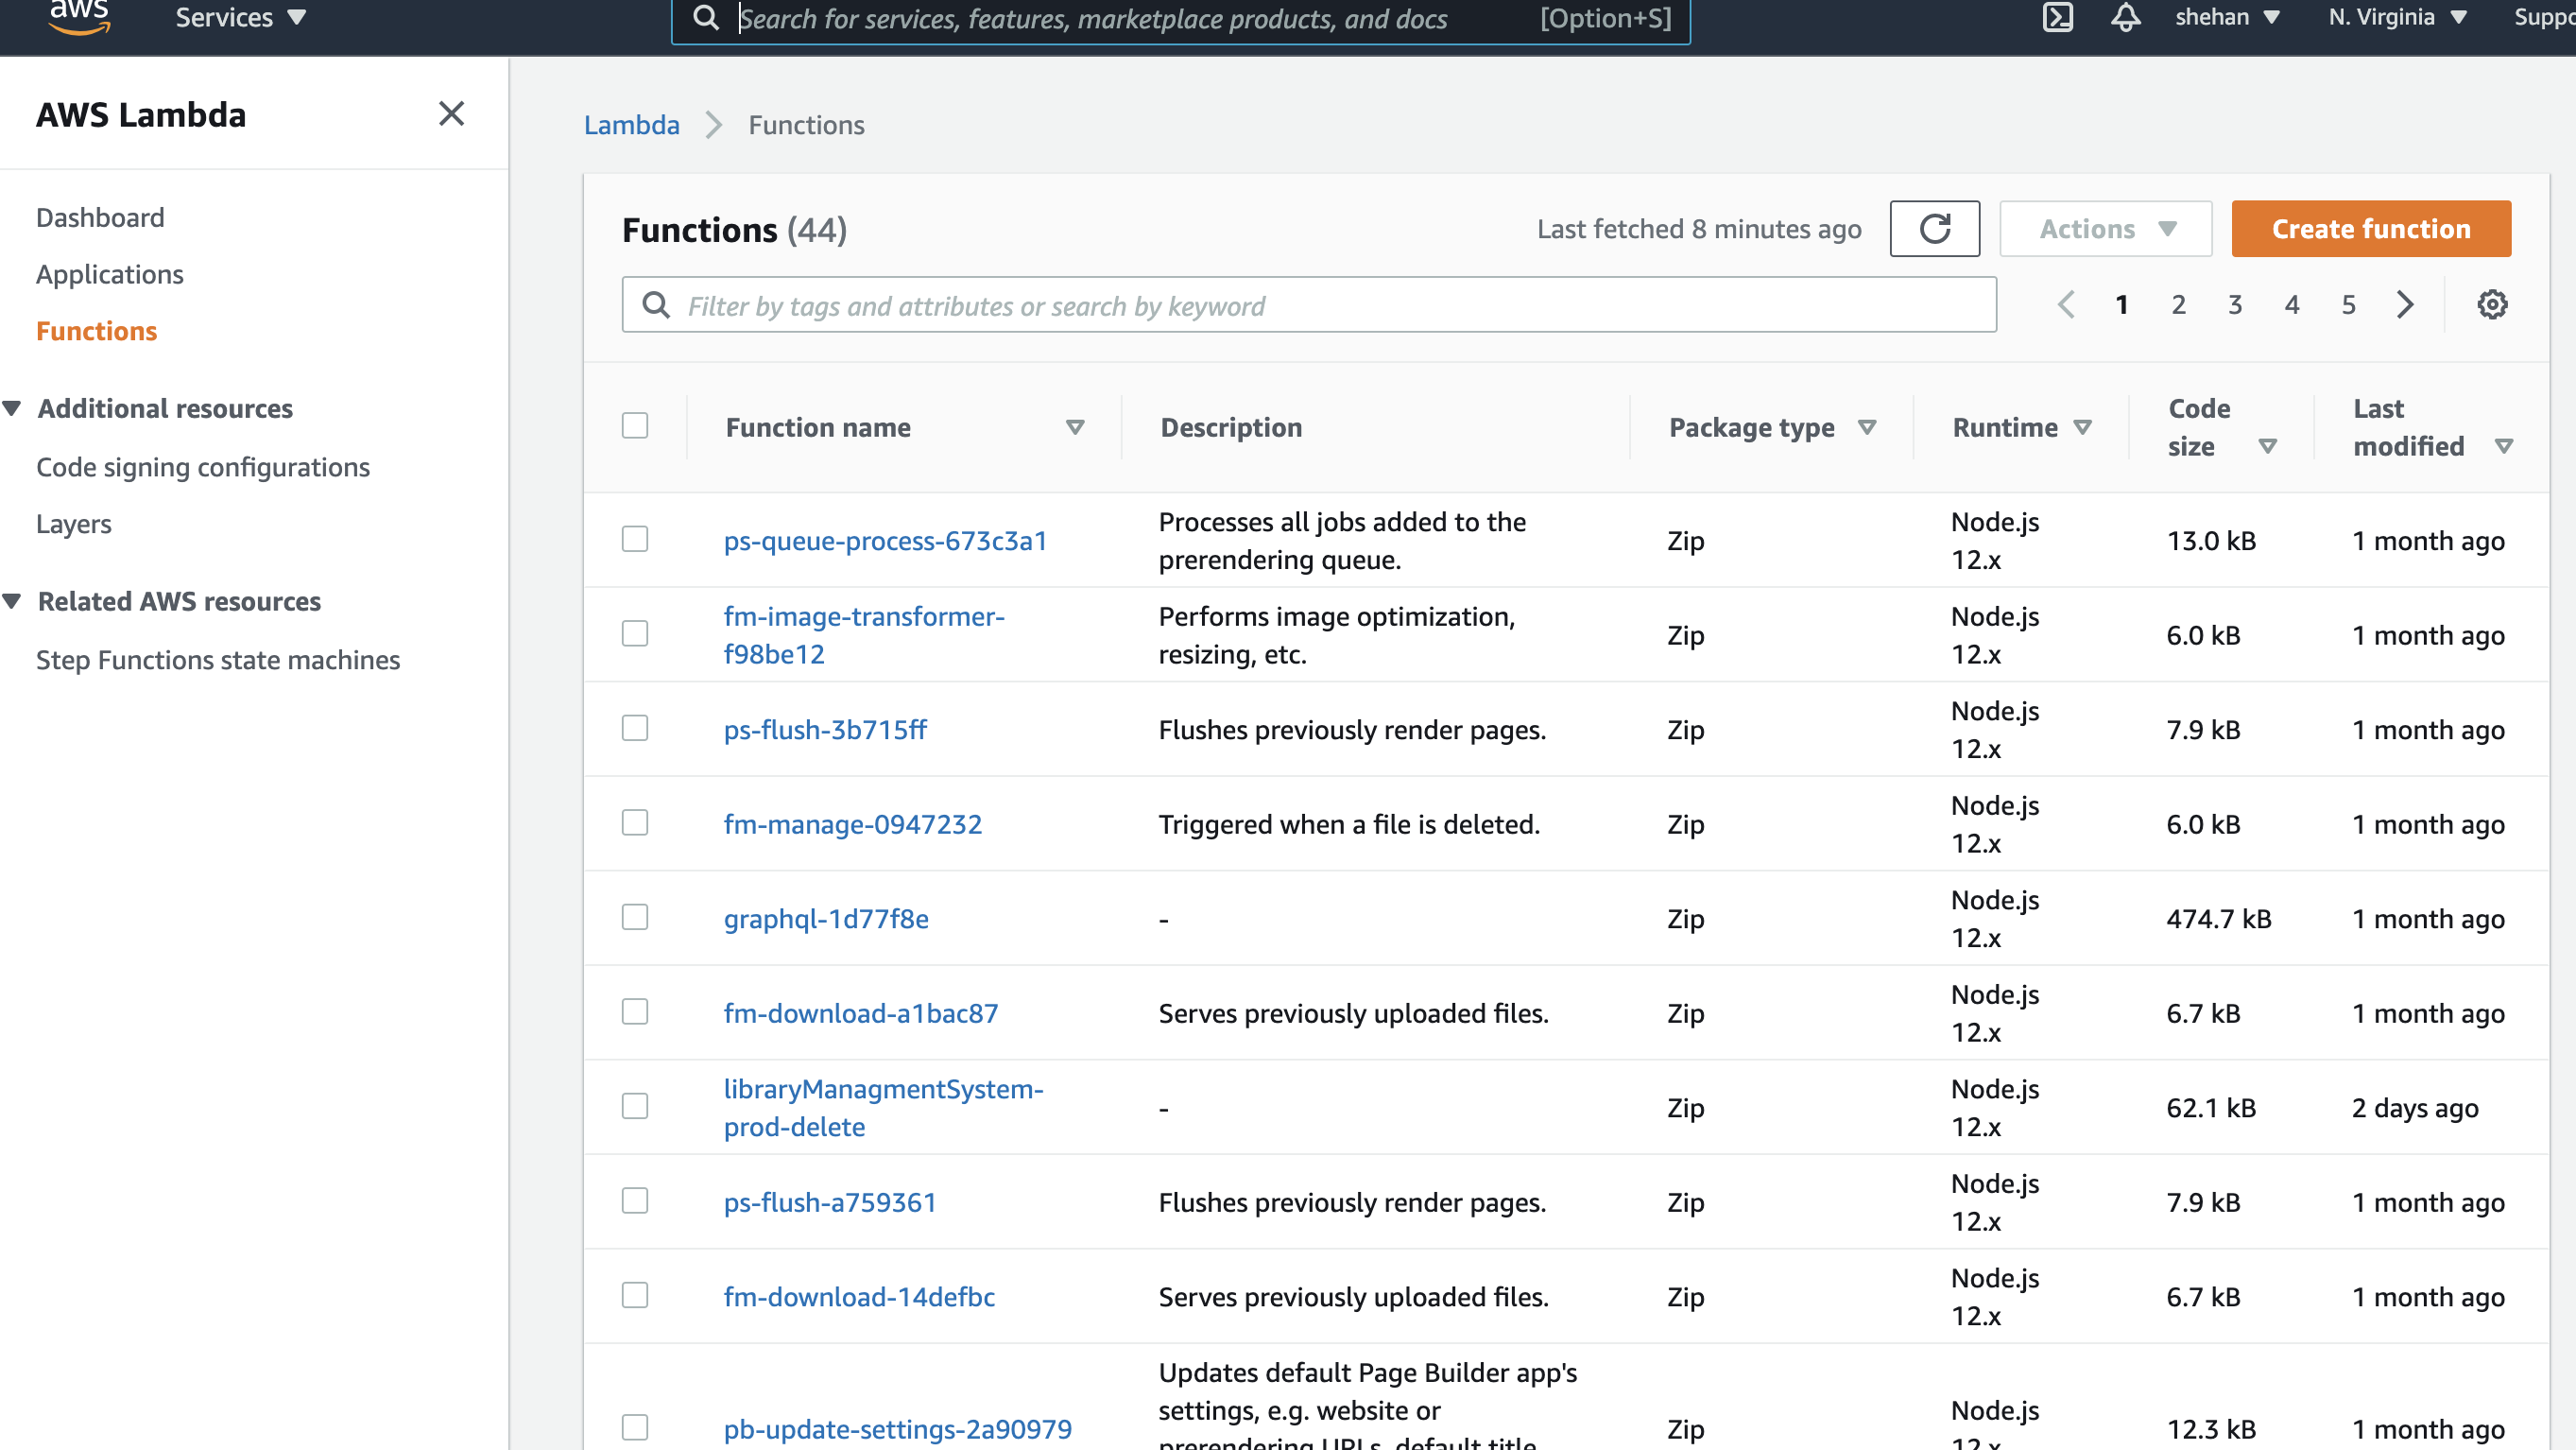 aws Services Search for services, features, marketplace products, and docs [Option+S] shehan N. Virginia
AWS Lambda
Dashboard
Applications
Functions
Additional resources
Code signing configurations
Layers
Related AWS resources
Step Functions state machines
Lambda Functions
Functions (44) Last fetched 8 minutes ago Actions Create function
Filter by tags and attributes or search by keyword 1 2 3 4 5
Function name Description Package type Runtime Code size Last modified
ps-queue-process-673c3a1 Processes all jobs added to the prerendering queue. Zip Node.js 12.x 13.0 kB 1 month ago
fm-image-transformer-f98be12 Performs image optimization, resizing, etc. Zip Node.js 12.x 6.0 kB 1 month ago
ps-flush-3b715ff Flushes previously render pages. Zip Node.js 12.x 7.9 kB 1 month ago
fm-manage-0947232 Triggered when a file is deleted. Zip Node.js 12.x 6.0 kB 1 month ago
graphql-1d77f8e - Zip Node.js 12.x 474.7 kB 1 month ago
fm-download-a1bac87 Serves previously uploaded files. Zip Node.js 12.x 6.7 kB 1 month ago
libraryManagmentSystem-prod-delete - Zip Node.js 12.x 62.1 kB 2 days ago
ps-flush-a759361 Flushes previously render pages. Zip Node.js 12.x 7.9 kB 1 month ago
fm-download-14defbc Serves previously uploaded files. Zip Node.js 12.x 6.7 kB 1 month ago
pb-update-settings-2a90979 Updates default Page Builder app's settings, e.g. website or prerendering URLs, default title Zip Node.js 12.x 12.3 kB 1 month ago